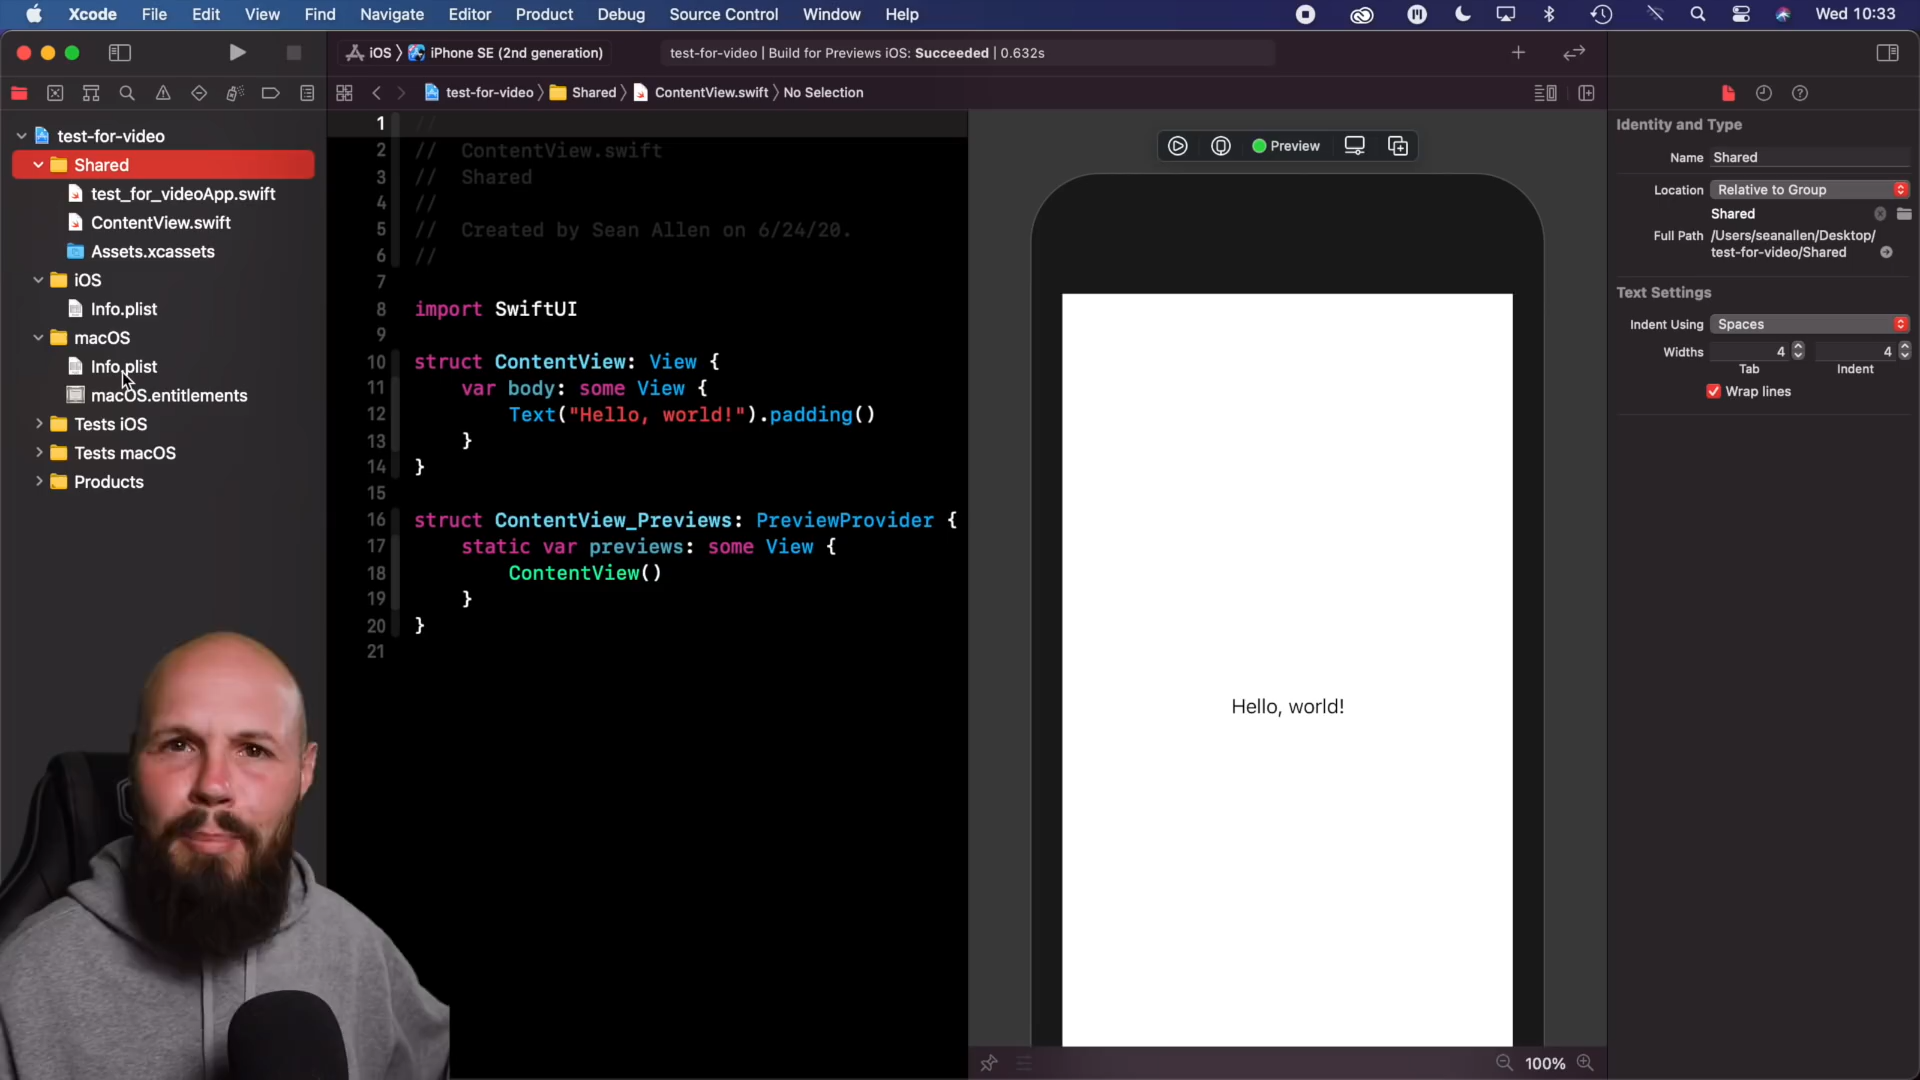 Xcode File Edit View Find Navigate Editor Product Debug Source Control Window Help Wed 10:33
iOS iPhone SE (2nd generation) test-for-video | Build for Previews iOS: Succeeded | 0.632s
test-for-video Shared ContentView.swift No Selection
test-for-video
Shared
test_for_videoApp.swift
ContentView.swift
Assets.xcassets
iOS
Info.plist
macOS
Info.plist
macOS.entitlements
Tests iOS
Tests macOS
Products
1 //
2 // ContentView.swift
3 // Shared
4 //
5 // Created by Sean Allen on 6/24/20.
6 //
7
8 import SwiftUI
9
10 struct ContentView: View {
11 var body: some View {
12 Text("Hello, world!").padding()
13 }
14 }
15
16 struct ContentView_Previews: PreviewProvider {
17 static var previews: some View {
18 ContentView()
19 }
20 }
21
Preview
Hello, world!
100%
Identity and Type
Name Shared
Location Relative to Group
Shared
Full Path /Users/seanallen/Desktop/
test-for-video/Shared
Text Settings
Indent Using Spaces
Widths 4 4
Tab Indent
Wrap lines